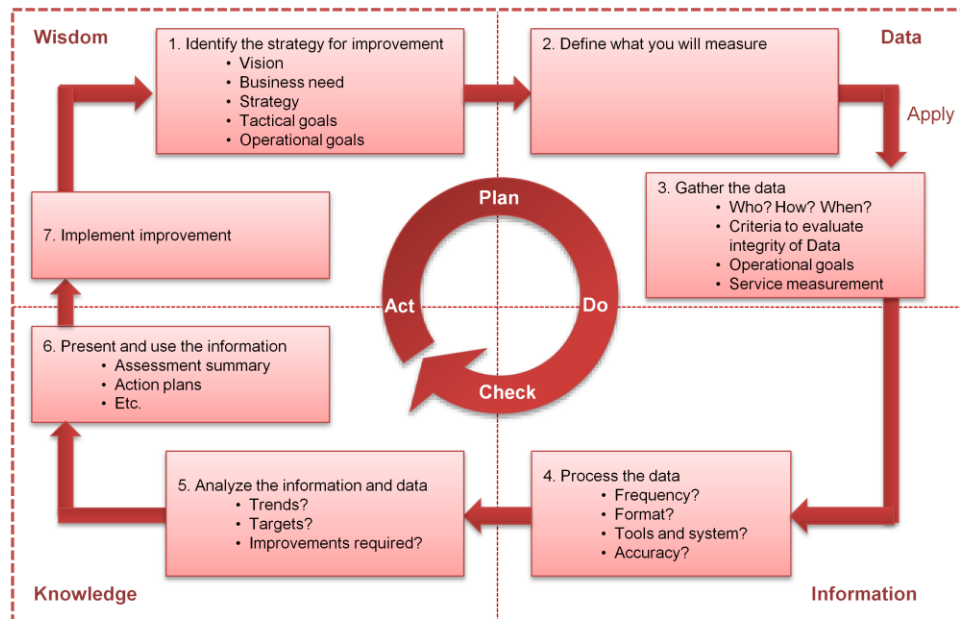 Wisdom
1. Identify the strategy for improvement
• Vision
• Business need
• Strategy
• Tactical goals
• Operational goals
2. Define what you will measure
Data
Apply
3. Gather the data
• Who? How? When?
• Criteria to evaluate
integrity of Data
• Operational goals
• Service measurement
7. Implement improvement
Plan
Act
Do
Check
6. Present and use the information
• Assessment summary
• Action plans
• Etc.
5. Analyze the information and data
• Trends?
• Targets?
• Improvements required?
4. Process the data
• Frequency?
• Format?
• Tools and system?
• Accuracy?
Knowledge
Information